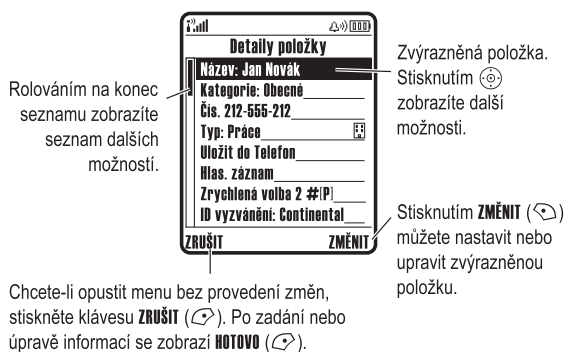 Detaily položky
Název: Jan Novák
Kategorie: Obecné
Čís. 212-555-212
Typ: Práce
Uložit do Telefon
Hlas. záznam
Zrychlená volba 2 #[P]
ID vyzvánění: Continental
ZRUŠIT ZMĚNIT
Rolováním na konec
seznamu zobrazíte
seznam dalších
možností.
Zvýrazněná položka.
Stisknutím
zobrazíte další
možnosti.
Stisknutím ZMĚNIT ( )
můžete nastavit nebo
upravit zvýrazněnou
položku.
Chcete-li opustit menu bez provedení změn,
stiskněte klávesu ZRUŠIT ( ). Po zadání nebo
úpravě informací se zobrazí HOTOVO ( ).